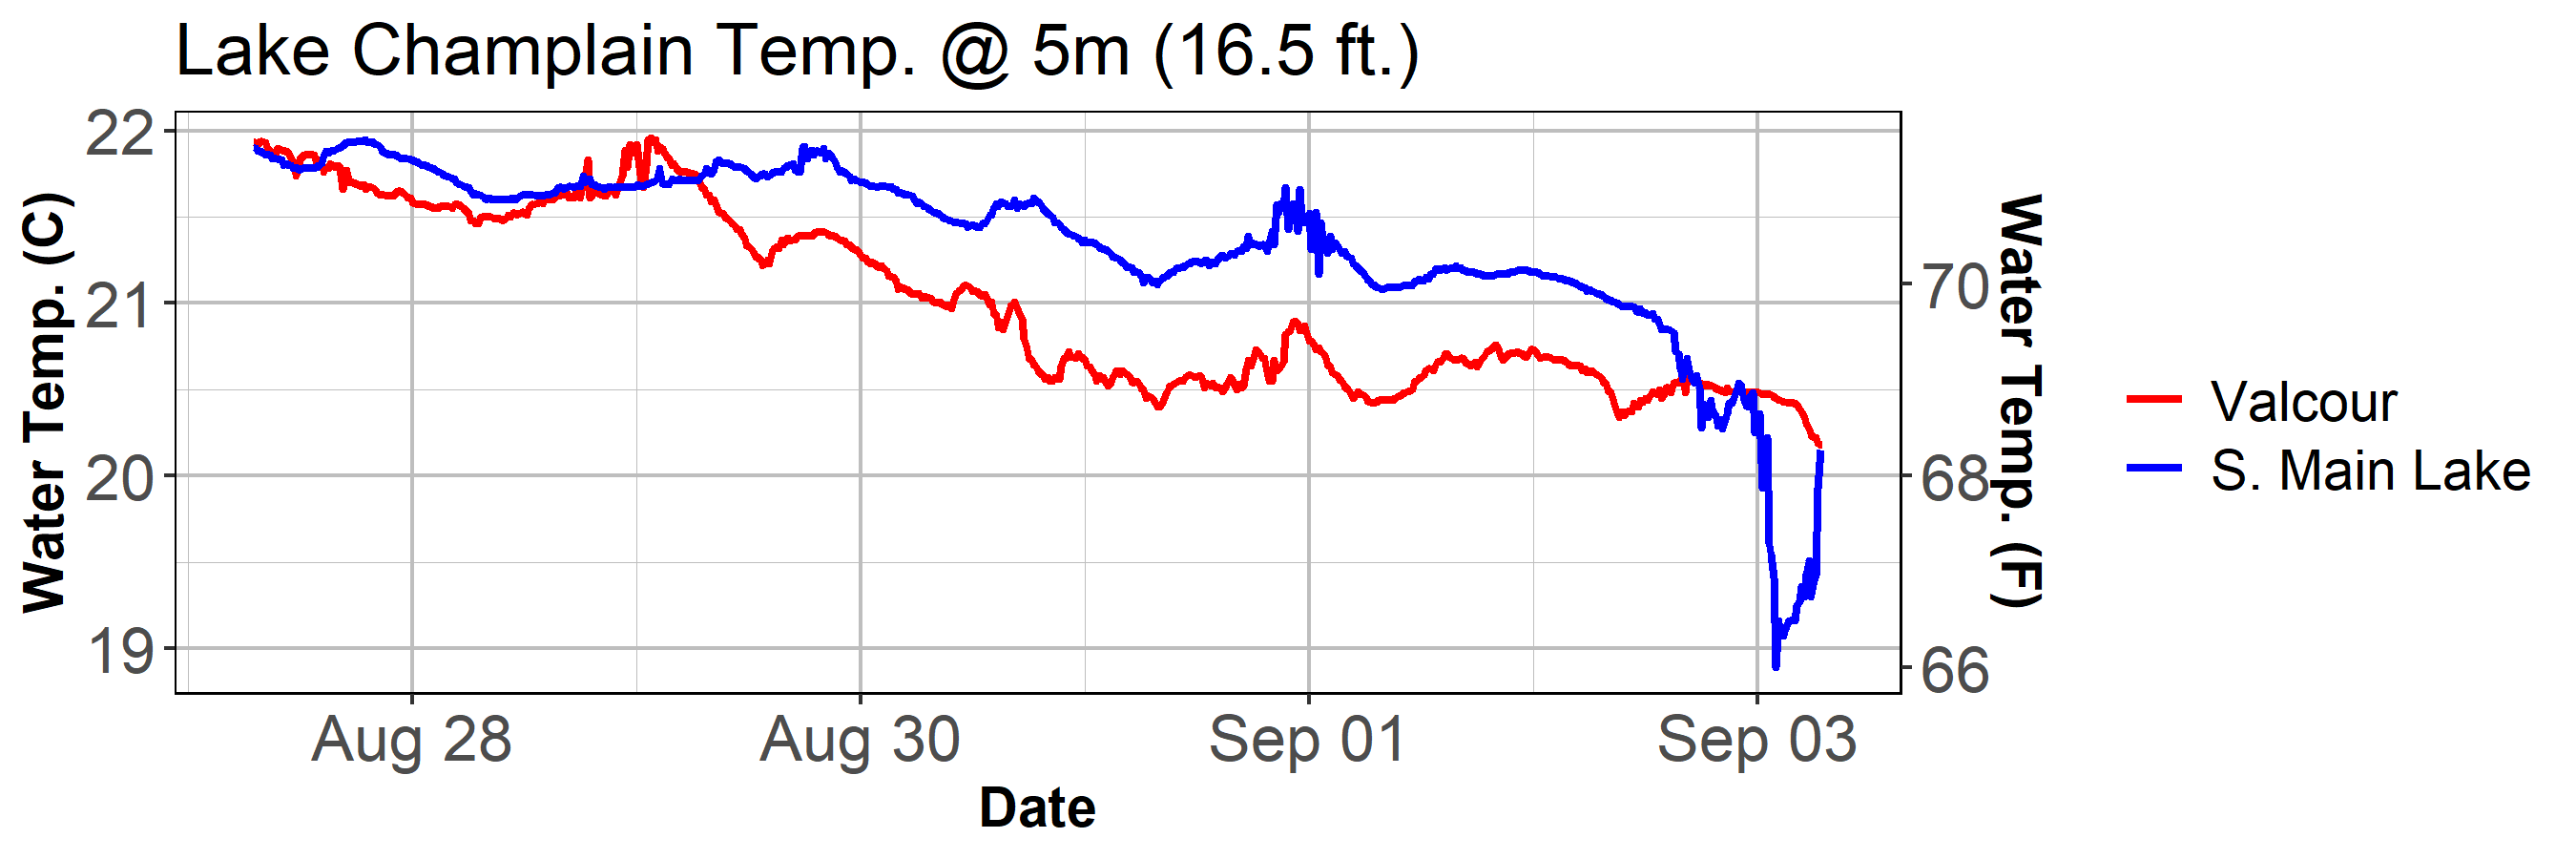 Lake Champlain Temp. @ 5m (16.5 ft.)
Water Temp. (C)
22
21
20
19
70
68
66
Water Temp. (F)
Aug 28
Aug 30
Sep 01
Sep 03
Date
Valcour
S. Main Lake